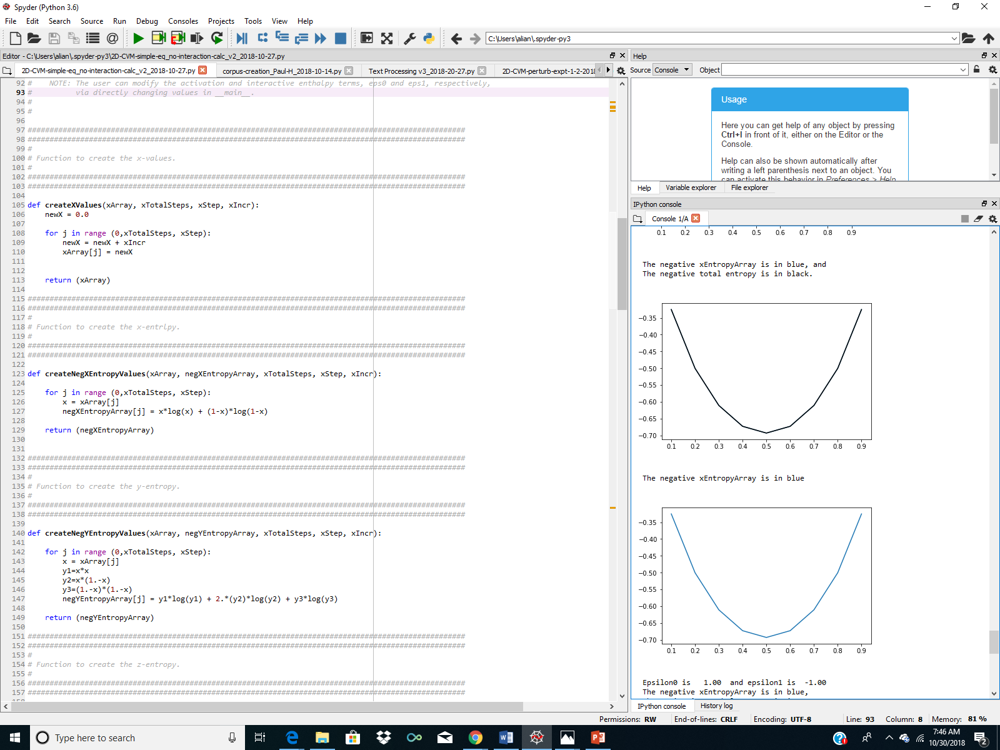 Spyder (Python 3.6)
File Edit Search Source Run Debug Consoles Projects Tools View Help
C:\Users\alian\.spyder-py3
Editor - C:\Users\alian\.spyder-py3\2D-CVM-simple-eq_no-interaction-calc_v2_2018-10-27.py
2D-CVM-simple-eq_no-interaction-calc_v2_2018-10-27.py corpus-creation_Paul-H_2018-10-14.py Text Processing v3_2018-20-27.py 2D-CVM-perturb-expt-1-2-2018
92 #    NOTE: The user can modify the activation and interactive enthalpy terms, eps0 and eps1, respectively,
93 #          via directly changing values in __main__.
94 #
95 #
96
97 ####################################################################################################
98 ####################################################################################################
99 #
100 # Function to create the x-values.
101 #
102 ####################################################################################################
103 ####################################################################################################
104
105 def createXValues(xArray, xTotalSteps, xStep, xIncr):
106     newX = 0.0
107
108     for j in range (0,xTotalSteps, xStep):
109         newX = newX + xIncr
110         xArray[j] = newX
111
112
113     return (xArray)
114
115 ####################################################################################################
116 ####################################################################################################
117 #
118 # Function to create the x-entrlpy.
119 #
120 ####################################################################################################
121 ####################################################################################################
122
123 def createNegXEntropyValues(xArray, negXEntropyArray, xTotalSteps, xStep, xIncr):
124
125     for j in range (0,xTotalSteps, xStep):
126         x = xArray[j]
127         negXEntropyArray[j] = x*log(x) + (1-x)*log(1-x)
128
129     return (negXEntropyArray)
130
131
132 ####################################################################################################
133 ####################################################################################################
134 #
135 # Function to create the y-entropy.
136 #
137 ####################################################################################################
138 ####################################################################################################
139
140 def createNegYEntropyValues(xArray, negYEntropyArray, xTotalSteps, xStep, xIncr):
141
142     for j in range (0,xTotalSteps, xStep):
143         x = xArray[j]
144         y1=x*x
145         y2=x*(1.-x)
146         y3=(1.-x)*(1.-x)
147         negYEntropyArray[j] = y1*log(y1) + 2.*(y2)*log(y2) + y3*log(y3)
148
149     return (negYEntropyArray)
150
151 ####################################################################################################
152 ####################################################################################################
153 #
154 # Function to create the z-entropy.
155 #
156 ####################################################################################################
157 ####################################################################################################
Help
Source Console Object
Usage
Here you can get help of any object by pressing
Ctrl+I in front of it, either on the Editor or the
Console.
Help can also be shown automatically after
writing a left parenthesis next to an object. You
can activate this behavior in Preferences > Help.
Help Variable explorer File explorer
IPython console
Console 1/A
0.1 0.2 0.3 0.4 0.5 0.6 0.7 0.8 0.9
The negative xEntropyArray is in blue, and
The negative total entropy is in black.
−0.35
−0.40
−0.45
−0.50
−0.55
−0.60
−0.65
−0.70
0.1 0.2 0.3 0.4 0.5 0.6 0.7 0.8 0.9
The negative xEntropyArray is in blue
−0.35
−0.40
−0.45
−0.50
−0.55
−0.60
−0.65
−0.70
0.1 0.2 0.3 0.4 0.5 0.6 0.7 0.8 0.9
Epsilon0 is   1.00  and epsilon1 is  -1.00
The negative xEntropyArray is in blue,
IPython console History log
Permissions: RW End-of-lines: CRLF Encoding: UTF-8 Line: 93 Column: 8 Memory: 81 %
Type here to search
7:46 AM
10/30/2018
2